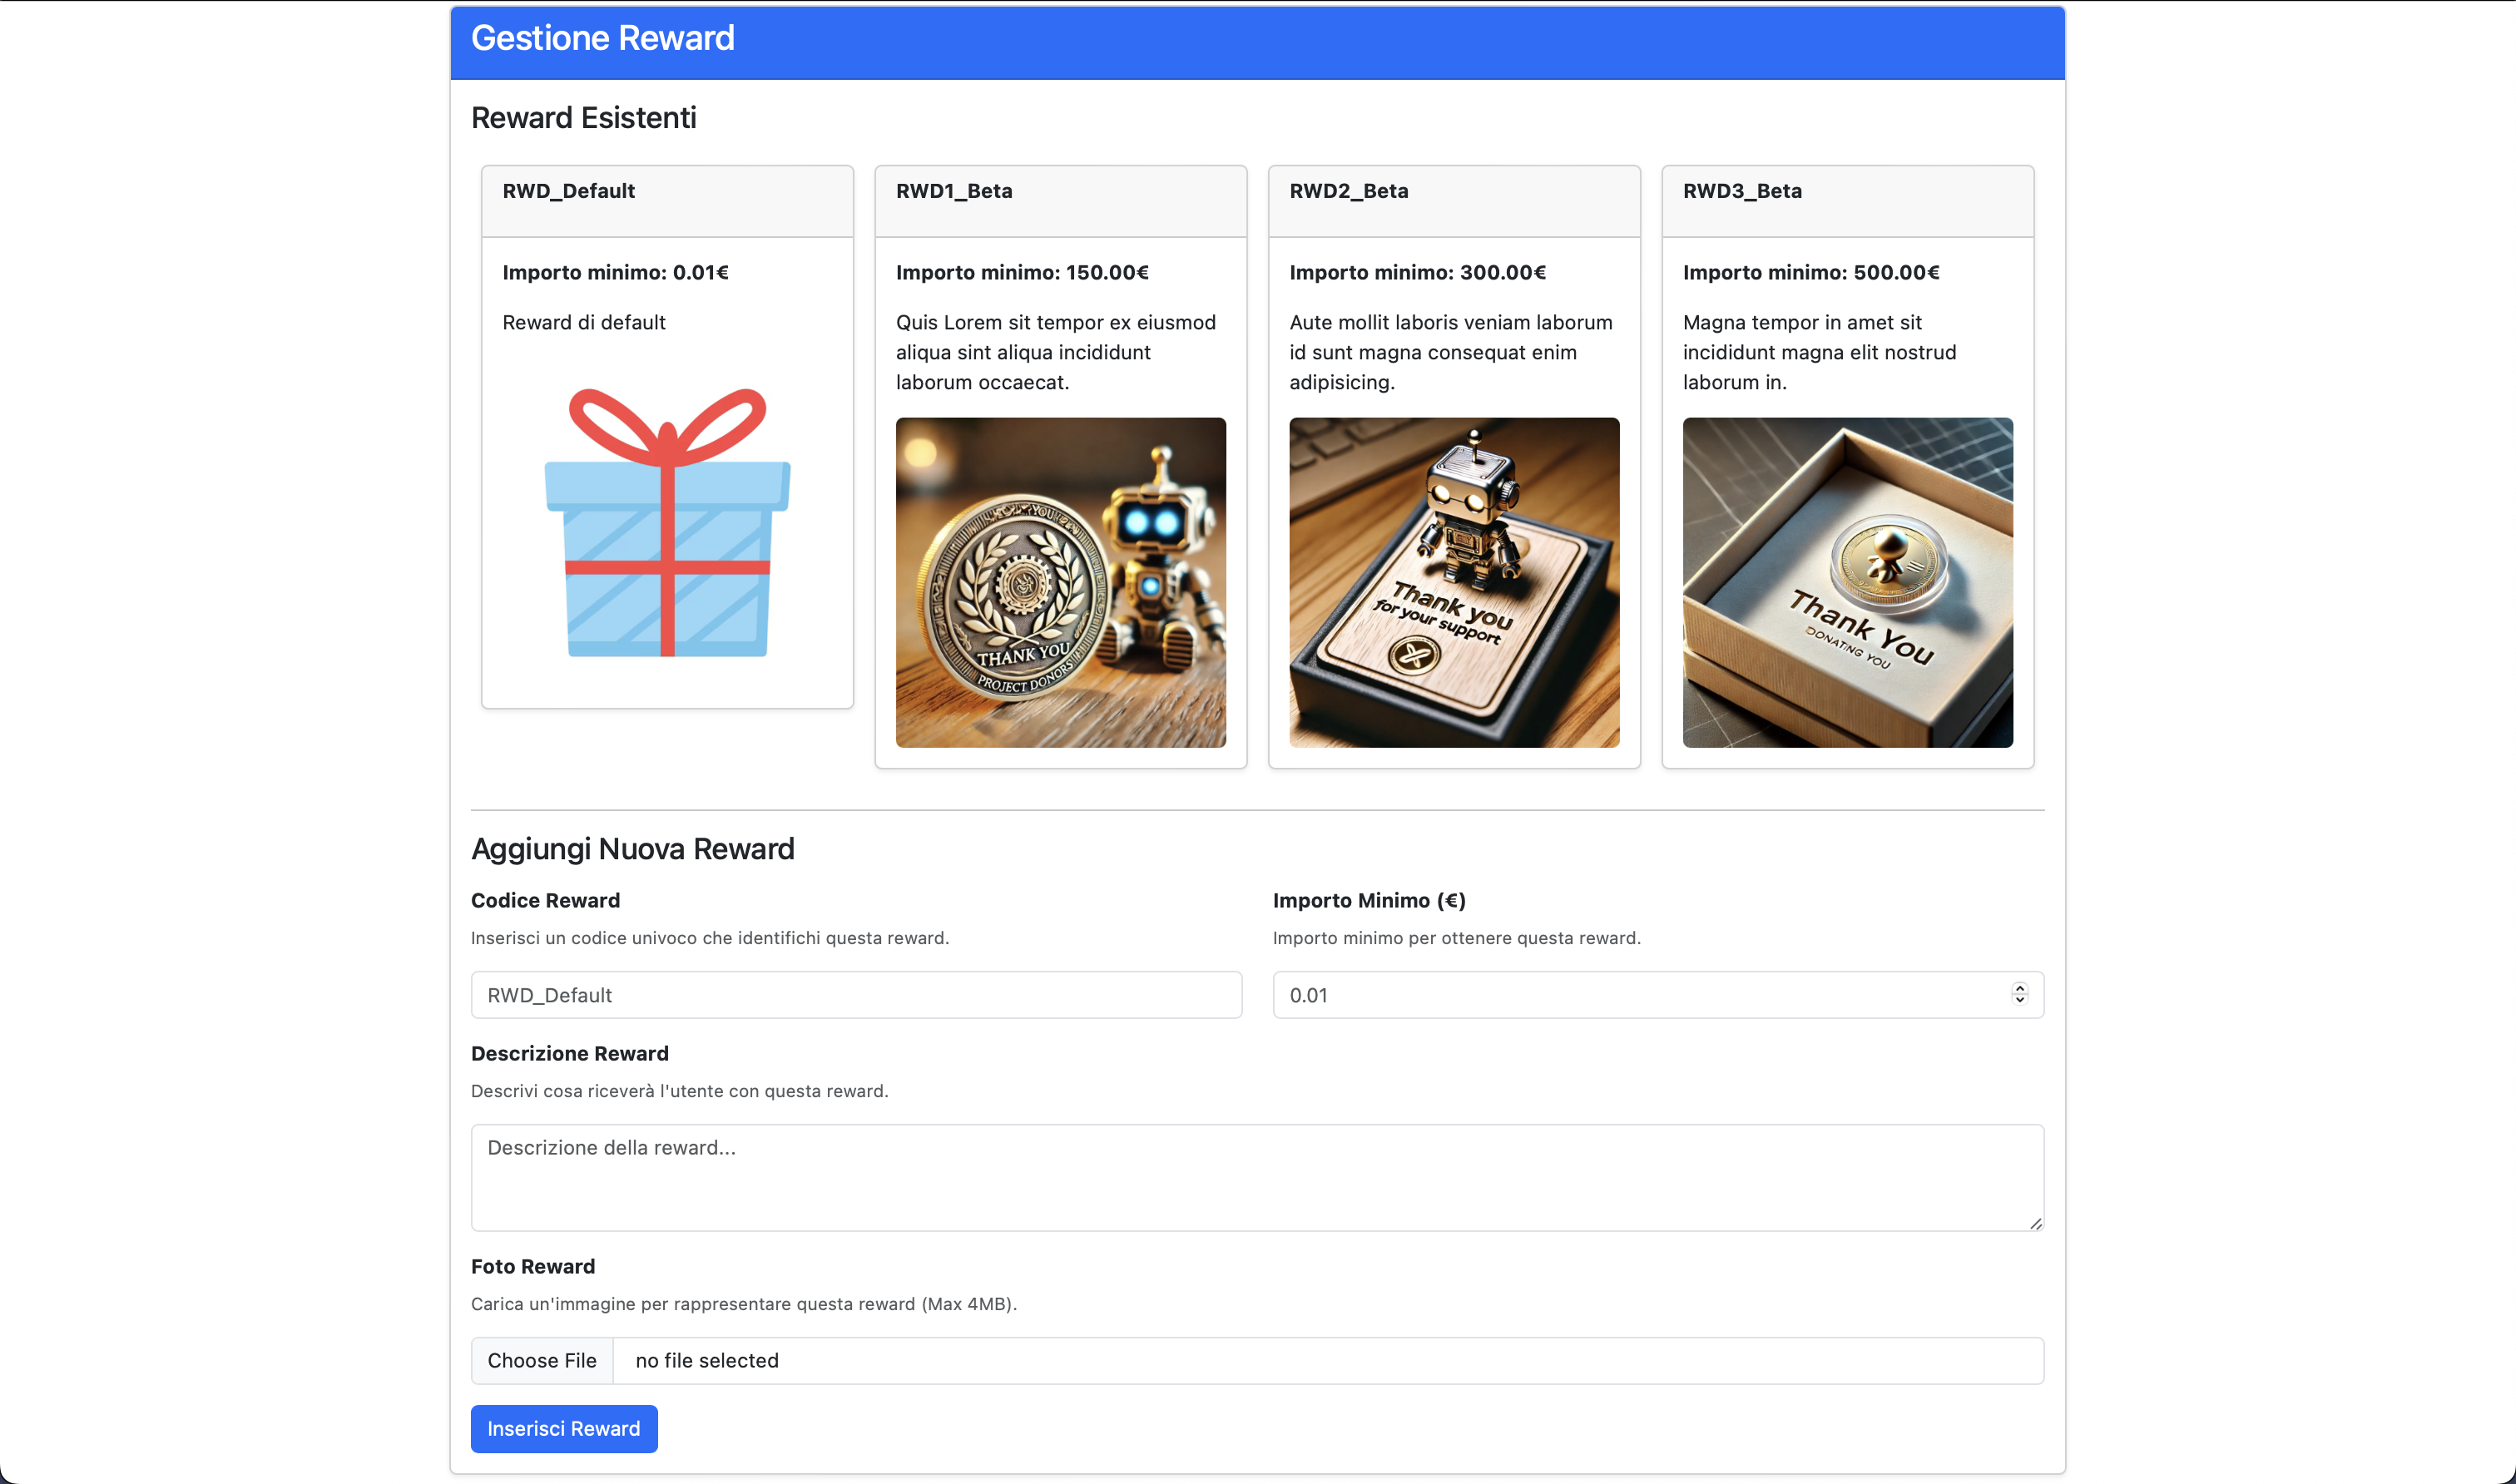 Gestione Reward
Reward Esistenti
RWD_Default
Importo minimo: 0.01€
Reward di default
RWD1_Beta
Importo minimo: 150.00€
Quis Lorem sit tempor ex eiusmod
aliqua sint aliqua incididunt
laborum occaecat.
THANK YOU
PROJECT DONORS
RWD2_Beta
Importo minimo: 300.00€
Aute mollit laboris veniam laborum
id sunt magna consequat enim
adipisicing.
Thank you
for your support
RWD3_Beta
Importo minimo: 500.00€
Magna tempor in amet sit
incididunt magna elit nostrud
laborum in.
Thank You
DONATING YOU
Aggiungi Nuova Reward
Codice Reward
Inserisci un codice univoco che identifichi questa reward.
RWD_Default
Importo Minimo (€)
Importo minimo per ottenere questa reward.
0.01
Descrizione Reward
Descrivi cosa riceverà l'utente con questa reward.
Descrizione della reward...
Foto Reward
Carica un'immagine per rappresentare questa reward (Max 4MB).
Choose File no file selected
Inserisci Reward